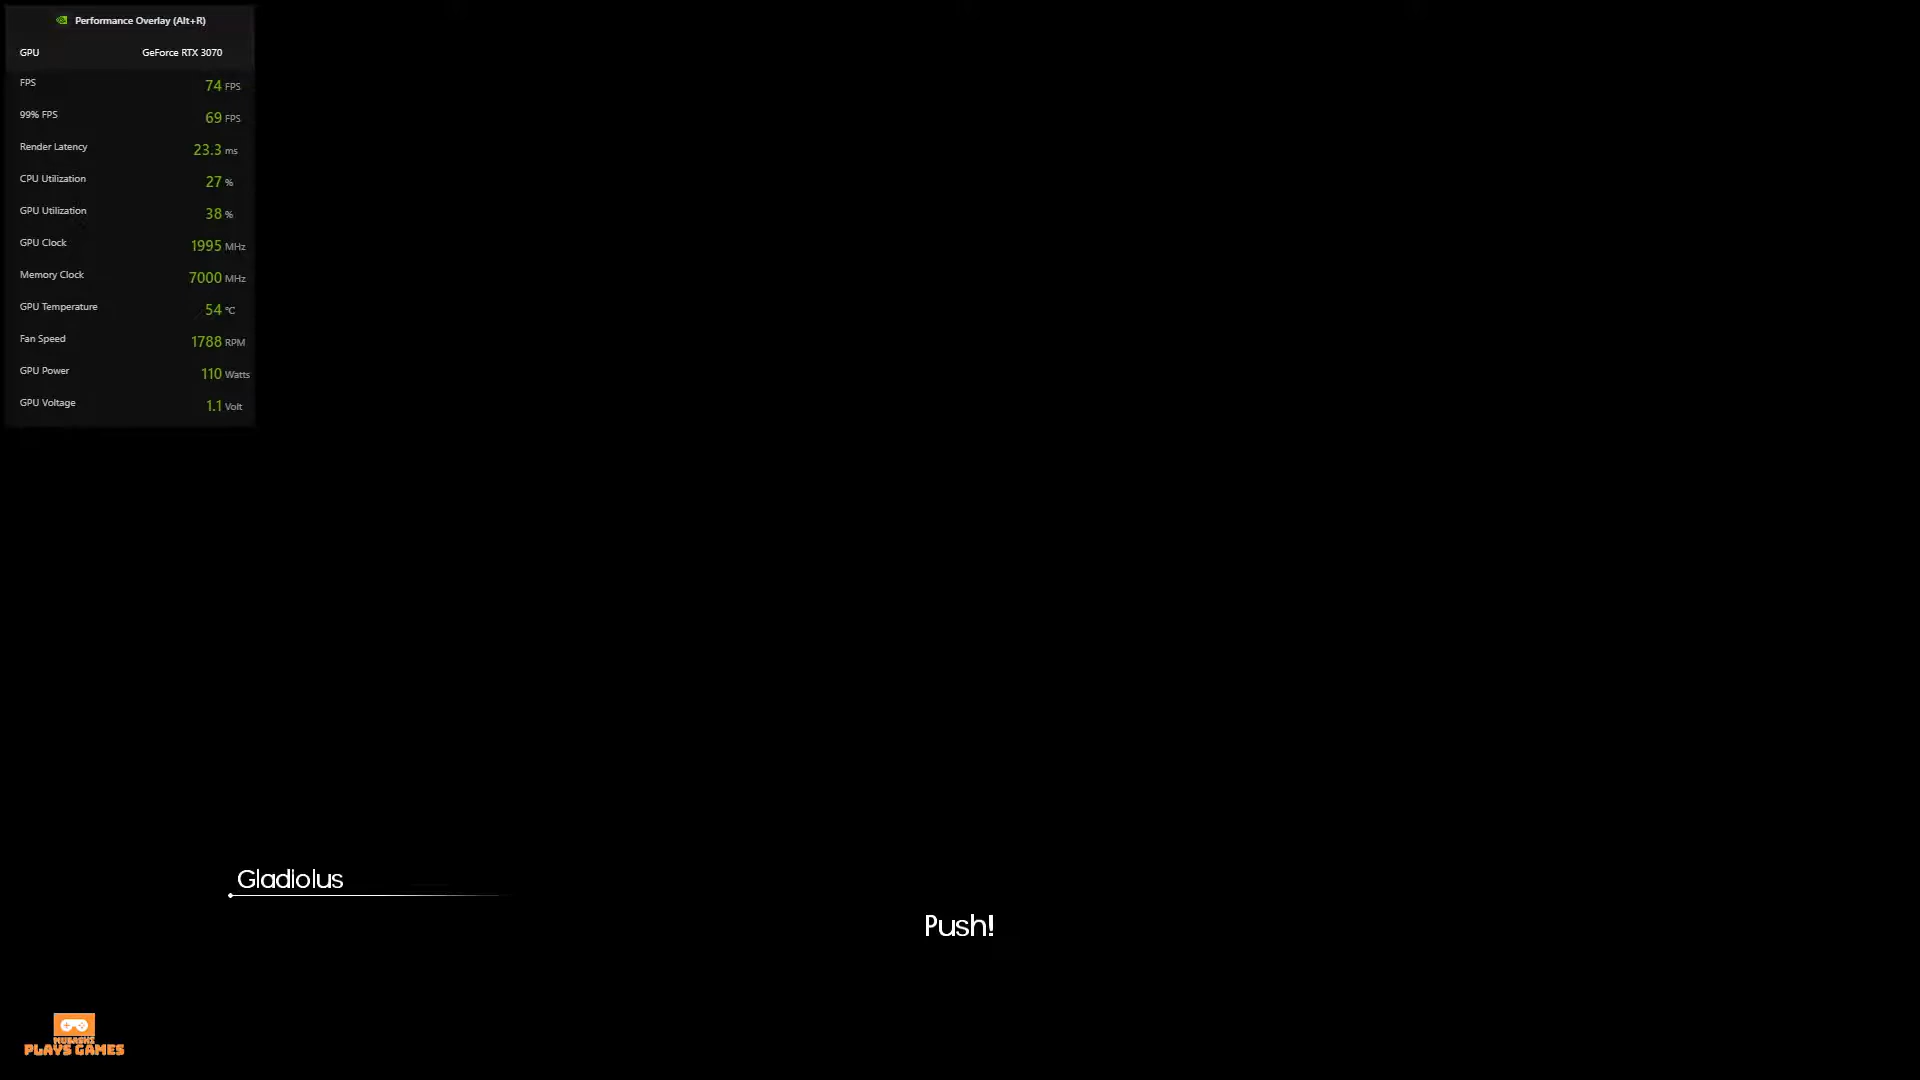 Performance Overlay (Alt+R)
GPU GeForce RTX 3070
FPS 74 FPS
99% FPS 69 FPS
Render Latency 23.3 ms
CPU Utilization 27 %
GPU Utilization 38 %
GPU Clock 1995 MHz
Memory Clock 7000 MHz
GPU Temperature 54 °C
Fan Speed 1788 RPM
GPU Power 110 Watts
GPU Voltage 1.1 Volt
Gladiolus
Push!
PLAYS GAMES